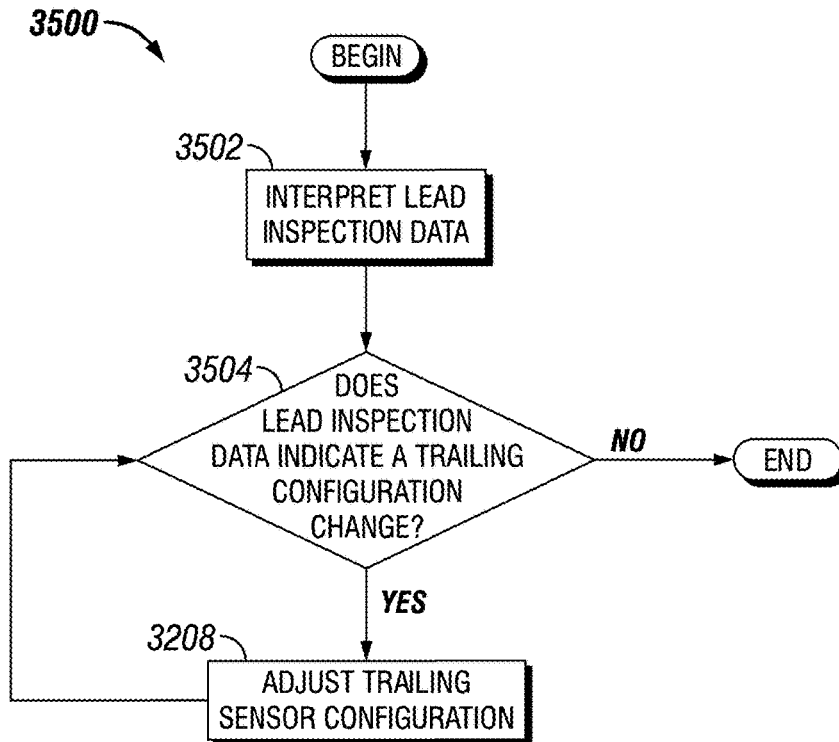 3500
BEGIN
3502
INTERPRET LEAD
INSPECTION DATA
3504
DOES
LEAD INSPECTION
DATA INDICATE A TRAILING
CONFIGURATION
CHANGE?
NO
END
YES
3208
ADJUST TRAILING
SENSOR CONFIGURATION